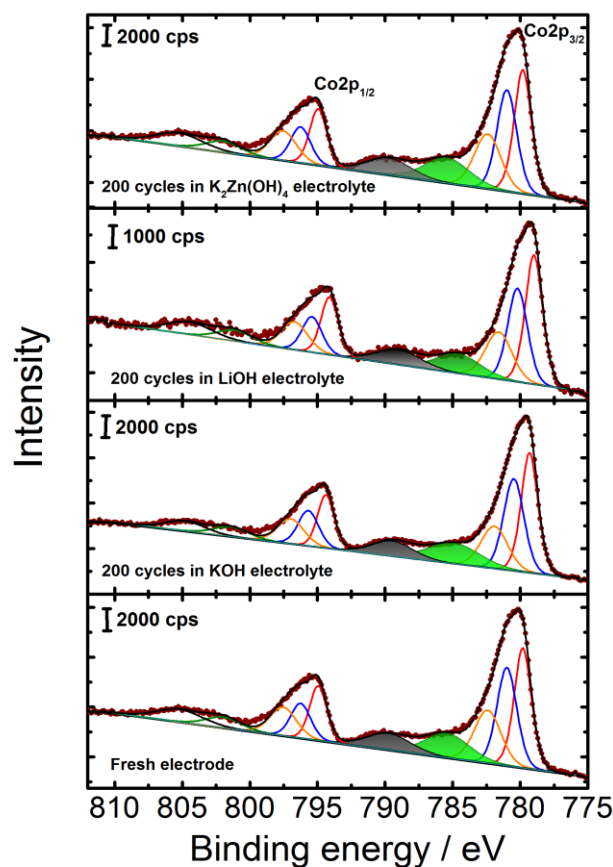 2000 cps
Co2p3/2
Co2p1/2
200 cycles in K2Zn(OH)4 electrolyte
1000 cps
200 cycles in LiOH electrolyte
2000 cps
200 cycles in KOH electrolyte
2000 cps
Fresh electrode
Intensity
810 805 800 795 790 785 780 775
Binding energy / eV